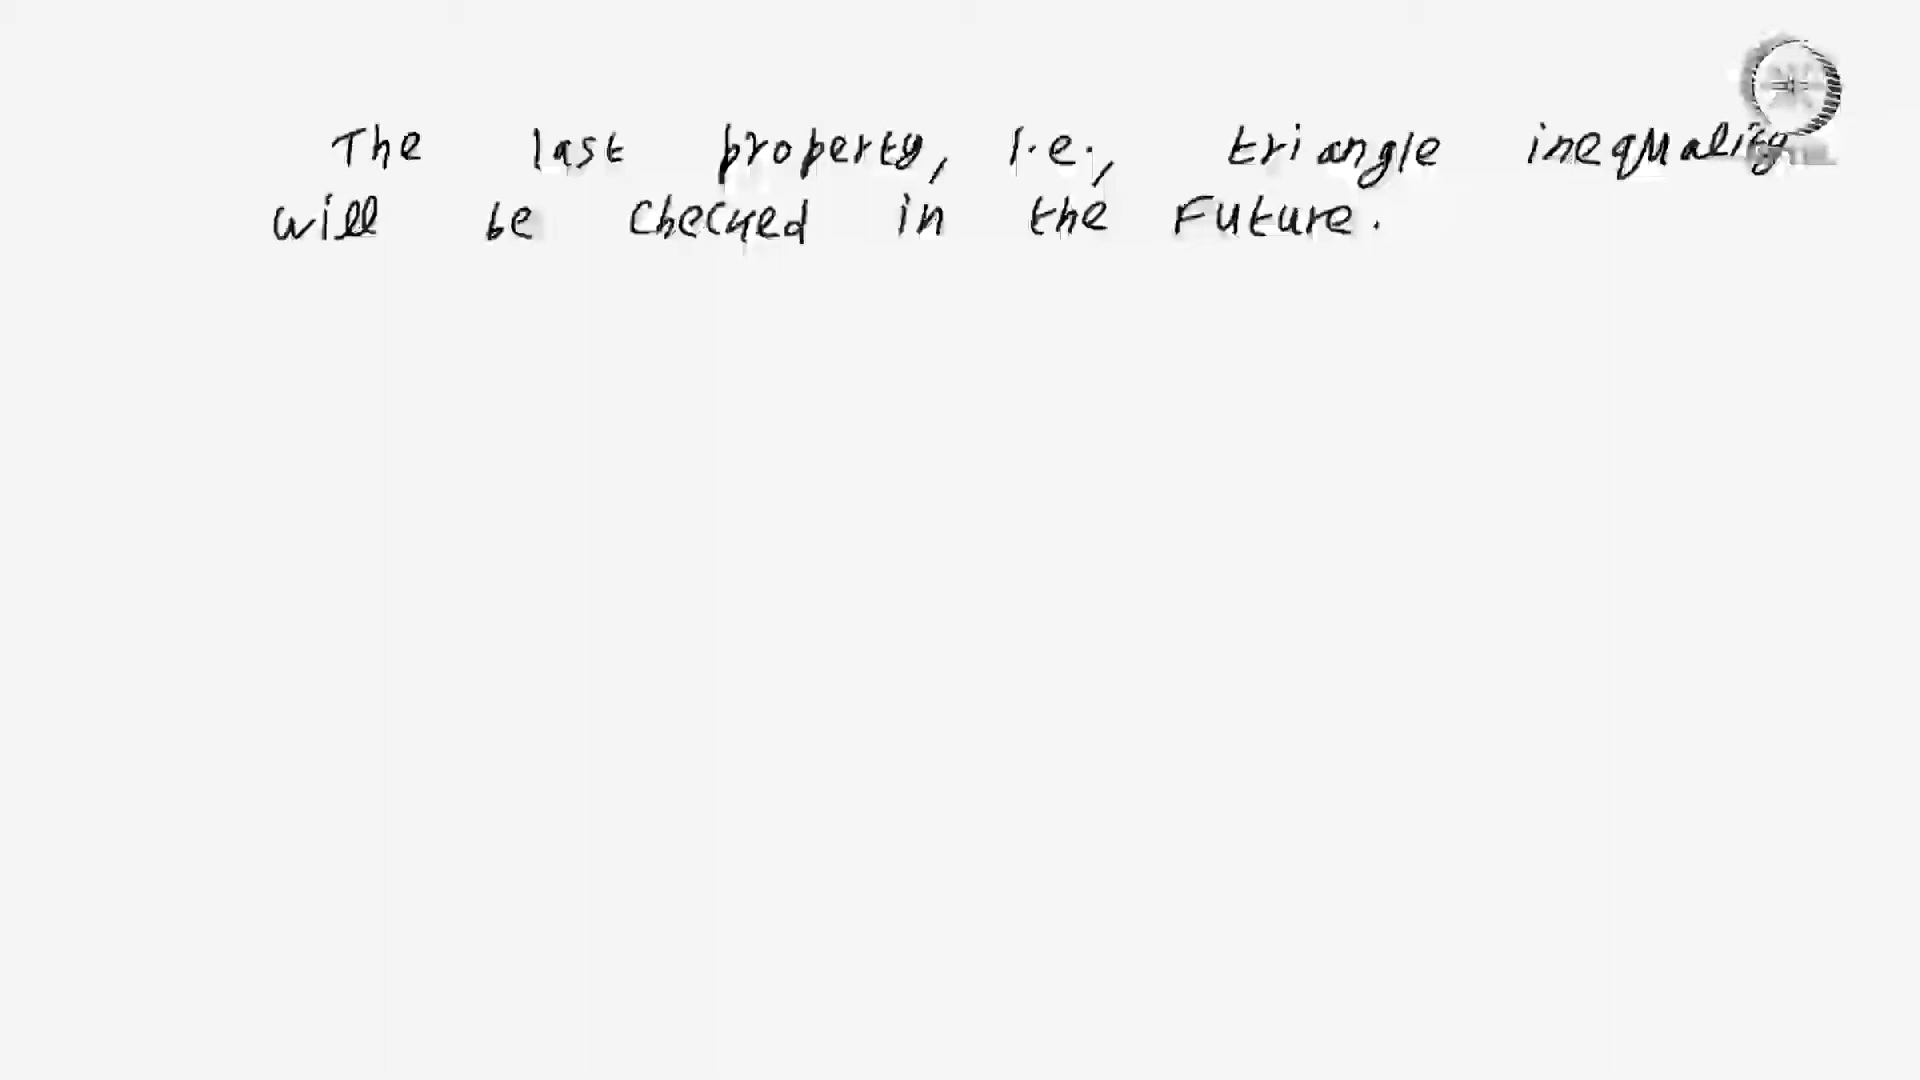 The last property, i.e., triangle inequality
will be checked in the Future.